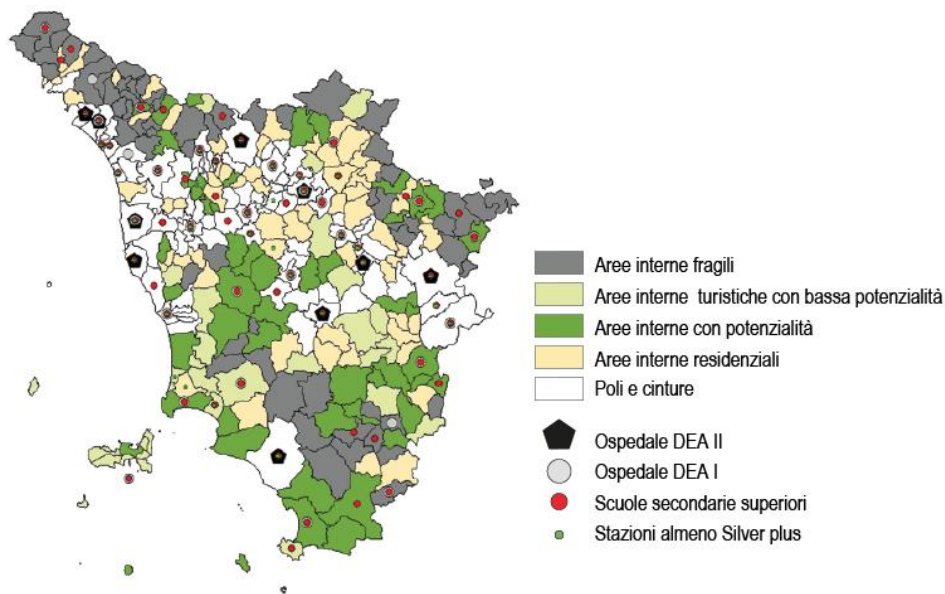 Aree interne fragili
Aree interne turistiche con bassa potenzialità
Aree interne con potenzialità
Aree interne residenziali
Poli e cinture
Ospedale DEA II
Ospedale DEA I
Scuole secondarie superiori
Stazioni almeno Silver plus